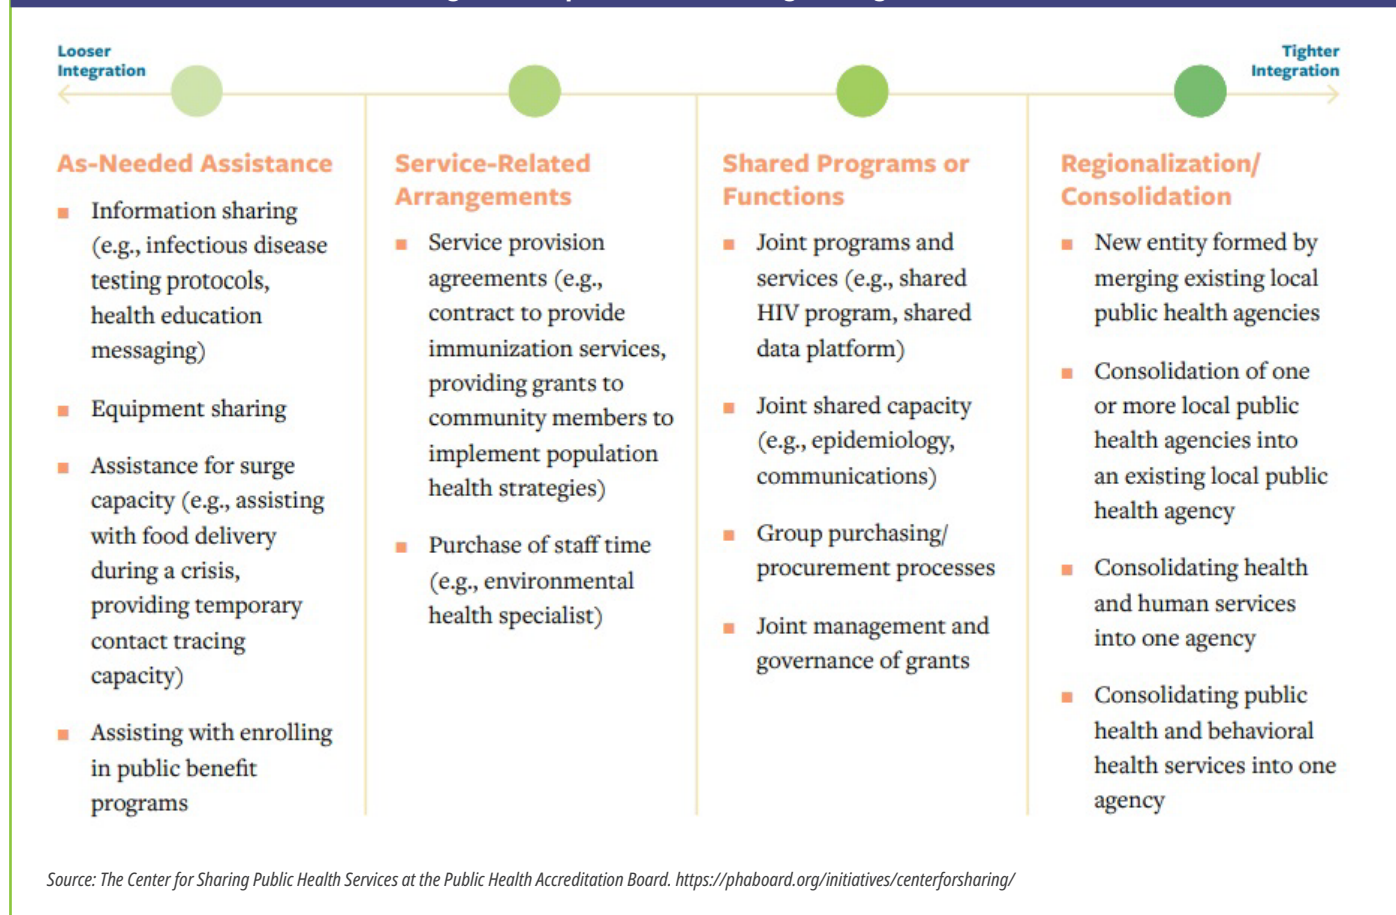 Looser
Integration
Tighter
Integration
As-Needed Assistance
Information sharing
(e.g., infectious disease
testing protocols,
health education
messaging)
Equipment sharing
Assistance for surge
capacity (e.g., assisting
with food delivery
during a crisis,
providing temporary
contact tracing
capacity)
Assisting with enrolling
in public benefit
programs
Service-Related
Arrangements
Service provision
agreements (e.g.,
contract to provide
immunization services,
providing grants to
community members to
implement population
health strategies)
Purchase of staff time
(e.g., environmental
health specialist)
Shared Programs or
Functions
Joint programs and
services (e.g., shared
HIV program, shared
data platform)
Joint shared capacity
(e.g., epidemiology,
communications)
Group purchasing/
procurement processes
Joint management and
governance of grants
Regionalization/
Consolidation
New entity formed by
merging existing local
public health agencies
Consolidation of one
or more local public
health agencies into
an existing local public
health agency
Consolidating health
and human services
into one agency
Consolidating public
health and behavioral
health services into one
agency
Source: The Center for Sharing Public Health Services at the Public Health Accreditation Board. https://phaboard.org/initiatives/centerforsharing/